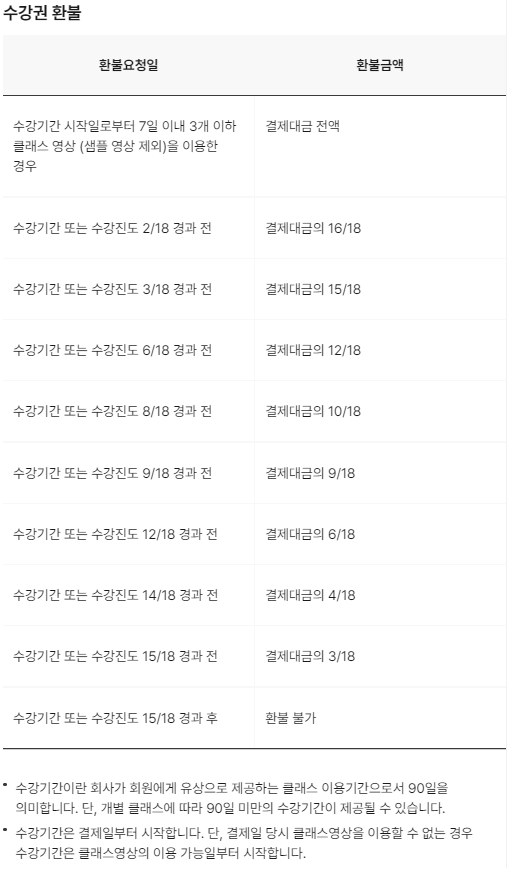 수강권 환불
환불요청일
환불금액
수강기간 시작일로부터 7일 이내 3개 이하
클래스 영상 (샘플 영상 제외)을 이용한
경우
결제대금 전액
수강기간 또는 수강진도 2/18 경과 전
결제대금의 16/18
수강기간 또는 수강진도 3/18 경과 전
결제대금의 15/18
수강기간 또는 수강진도 6/18 경과 전
결제대금의 12/18
수강기간 또는 수강진도 8/18 경과 전
결제대금의 10/18
수강기간 또는 수강진도 9/18 경과 전
결제대금의 9/18
수강기간 또는 수강진도 12/18 경과 전
결제대금의 6/18
수강기간 또는 수강진도 14/18 경과 전
결제대금의 4/18
수강기간 또는 수강진도 15/18 경과 전
결제대금의 3/18
수강기간 또는 수강진도 15/18 경과 후
환불 불가
• 수강기간이란 회사가 회원에게 유상으로 제공하는 클래스 이용기간으로서 90일을
의미합니다. 단, 개별 클래스에 따라 90일 미만의 수강기간이 제공될 수 있습니다.
• 수강기간은 결제일부터 시작합니다. 단, 결제일 당시 클래스영상을 이용할 수 없는 경우
수강기간은 클래스영상의 이용 가능일부터 시작합니다.